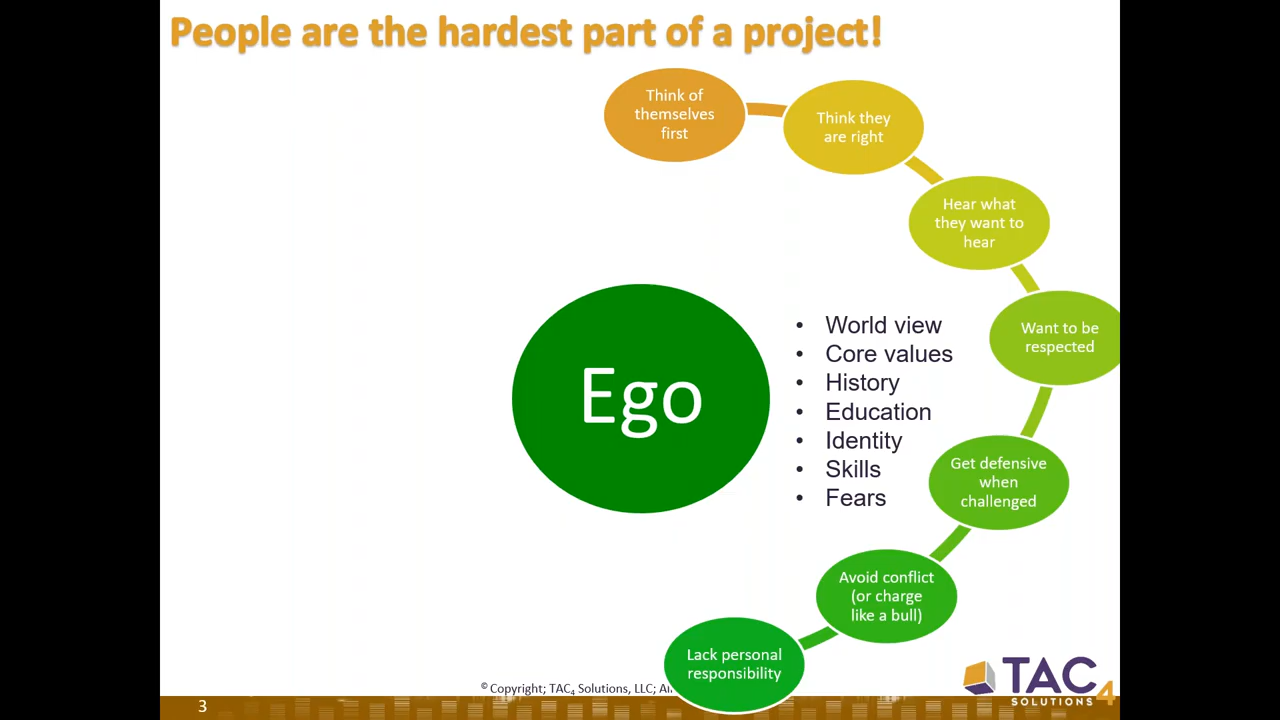 People are the hardest part of a project!
Think of
themselves
first
Think they
are right
Hear what
they want to
hear
Want to be
respected
Get defensive
when
challenged
Avoid conflict
(or charge
like a bull)
Lack personal
responsibility
Ego
• World view
• Core values
• History
• Education
• Identity
• Skills
• Fears
© Copyright; TAC4 Solutions, LLC;
TAC4
SOLUTIONS
3